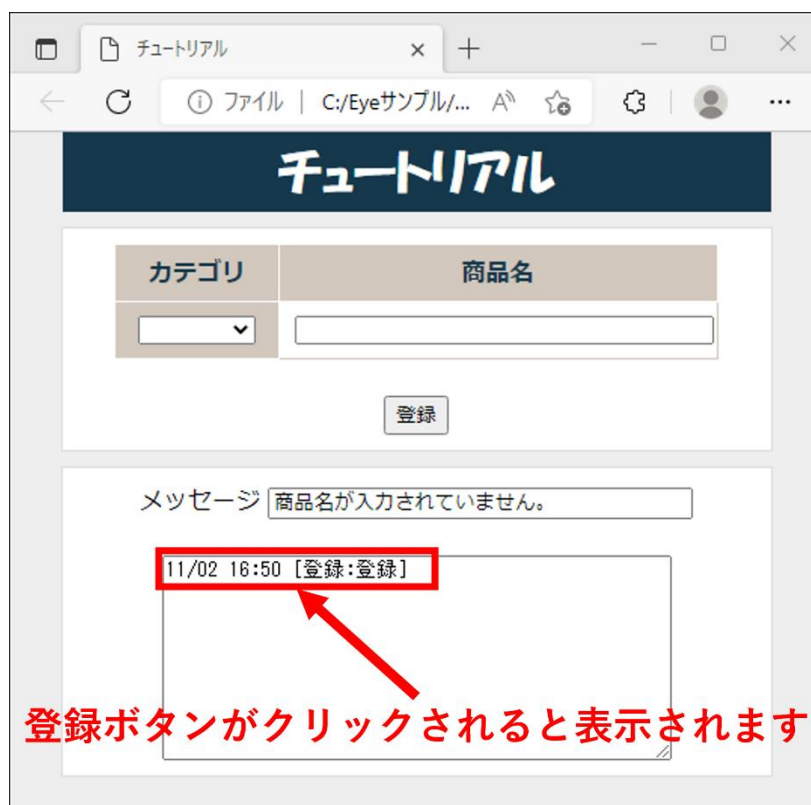 チュートリアル
ファイル | C:/Eyeサンプル/...
チュートリアル
カテゴリ 商品名
登録
メッセージ 商品名が入力されていません。
11/02 16:50 [登録:登録]
登録ボタンがクリックされると表示されます